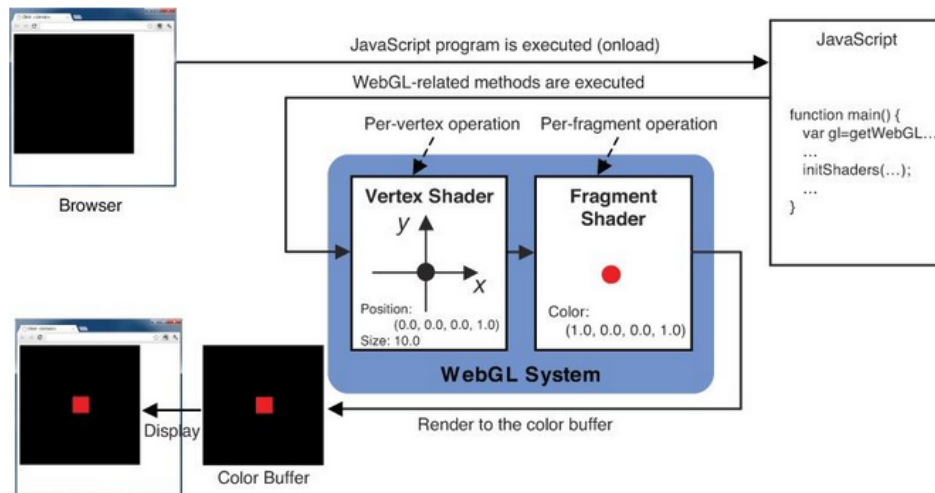 JavaScript program is executed (onload)
JavaScript
WebGL-related methods are executed
function main() {
var gl=getWebGL…
…
initShaders(…);
…
}
Per-vertex operation
Per-fragment operation
Browser
Vertex Shader
y
x
Position:
(0.0, 0.0, 0.0, 1.0)
Size: 10.0
Fragment
Shader
Color:
(1.0, 0.0, 0.0, 1.0)
WebGL System
Render to the color buffer
Display
Color Buffer